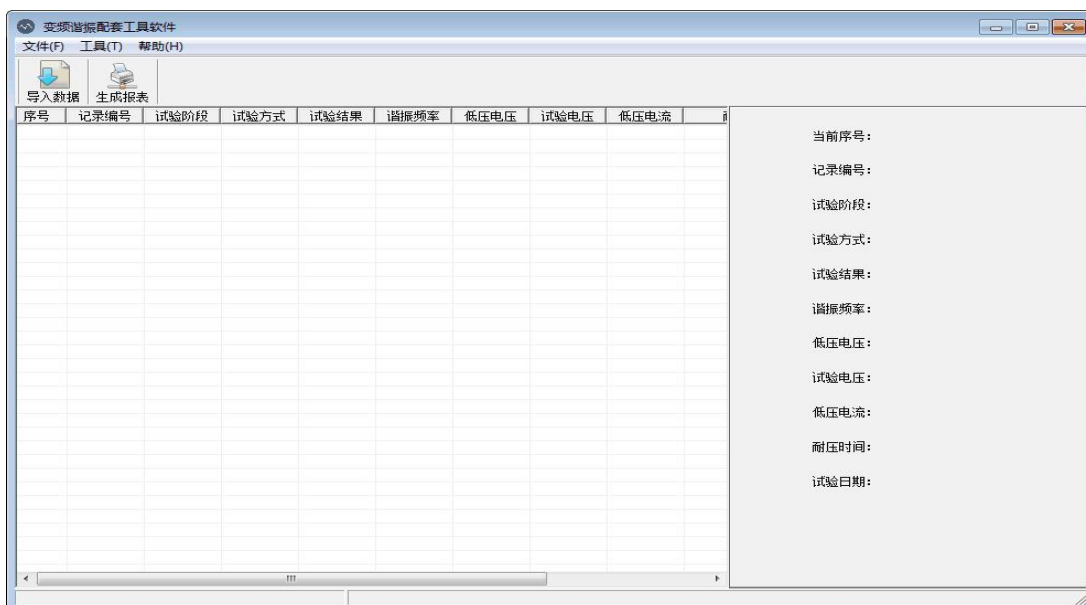 变频谐振配套工具软件
文件(F) 工具(T) 帮助(H)
导入数据 生成报表
序号 记录编号 试验阶段 试验方式 试验结果 谐振频率 低压电压 试验电压 低压电流
当前序号:
记录编号:
试验阶段:
试验方式:
试验结果:
谐振频率:
低压电压:
试验电压:
低压电流:
耐压时间:
试验日期: